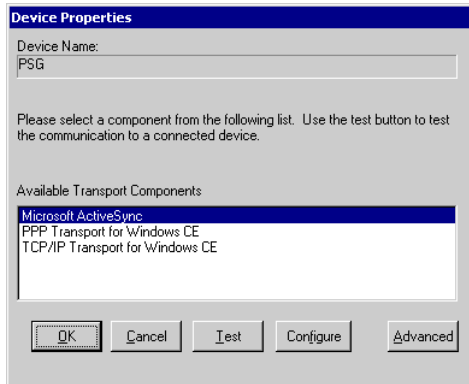 Device Properties
Device Name:
PSG
Please select a component from the following list. Use the test button to test
the communication to a connected device.
Available Transport Components
Microsoft ActiveSync
PPP Transport for Windows CE
TCP/IP Transport for Windows CE
OK Cancel Test Configure Advanced